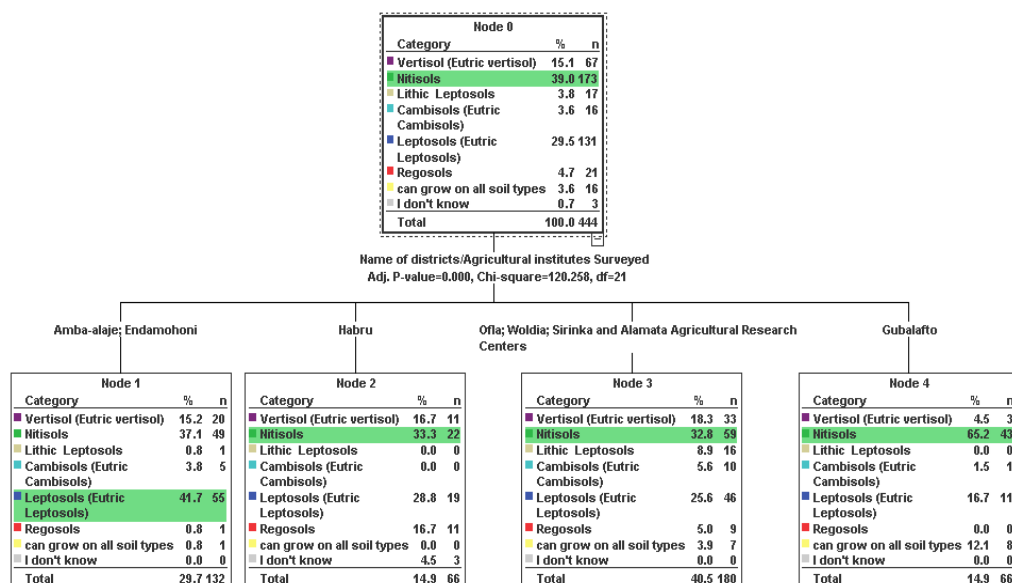 Node 0
Category % n
Vertisol (Eutric vertisol) 15.1 67
Nitisols 39.0 173
Lithic Leptosols 3.8 17
Cambisols (Eutric 3.6 16
Cambisols)
Leptosols (Eutric 29.5 131
Leptosols)
Regosols 4.7 21
can grow on all soil types 3.6 16
I don't know 0.7 3
Total 100.0 444
Name of districts/Agricultural institutes Surveyed
Adj. P-value=0.000, Chi-square=120.258, df=21
Amba-alaje; Endamohoni
Habru
Ofla; Woldia; Sirinka and Alamata Agricultural Research
Centers
Gubalafto
Node 1
Category % n
Vertisol (Eutric vertisol) 15.2 20
Nitisols 37.1 49
Lithic Leptosols 0.8 1
Cambisols (Eutric 3.8 5
Cambisols)
Leptosols (Eutric 41.7 55
Leptosols)
Regosols 0.8 1
can grow on all soil types 0.8 1
I don't know 0.0 0
Total 29.7 132
Node 2
Category % n
Vertisol (Eutric vertisol) 16.7 11
Nitisols 33.3 22
Lithic Leptosols 0.0 0
Cambisols (Eutric 0.0 0
Cambisols)
Leptosols (Eutric 28.8 19
Leptosols)
Regosols 16.7 11
can grow on all soil types 0.0 0
I don't know 4.5 3
Total 14.9 66
Node 3
Category % n
Vertisol (Eutric vertisol) 18.3 33
Nitisols 32.8 59
Lithic Leptosols 8.9 16
Cambisols (Eutric 5.6 10
Cambisols)
Leptosols (Eutric 25.6 46
Leptosols)
Regosols 5.0 9
can grow on all soil types 3.9 7
I don't know 0.0 0
Total 40.5 180
Node 4
Category % n
Vertisol (Eutric vertisol) 4.5 3
Nitisols 65.2 43
Lithic Leptosols 0.0 0
Cambisols (Eutric 1.5 1
Cambisols)
Leptosols (Eutric 16.7 11
Leptosols)
Regosols 0.0 0
can grow on all soil types 12.1 8
I don't know 0.0 0
Total 14.9 66